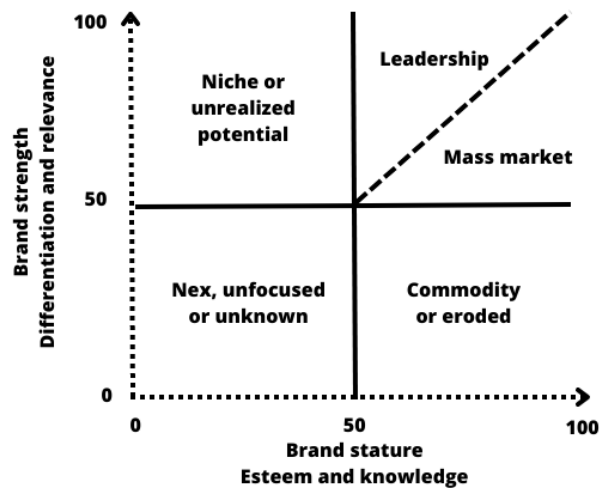 100
Leadership
Niche or
unrealized
potential
Mass market
50
Brand strength
Differentiation and relevance
Nex, unfocused
or unknown
Commodity
or eroded
0
0
50
100
Brand stature
Esteem and knowledge